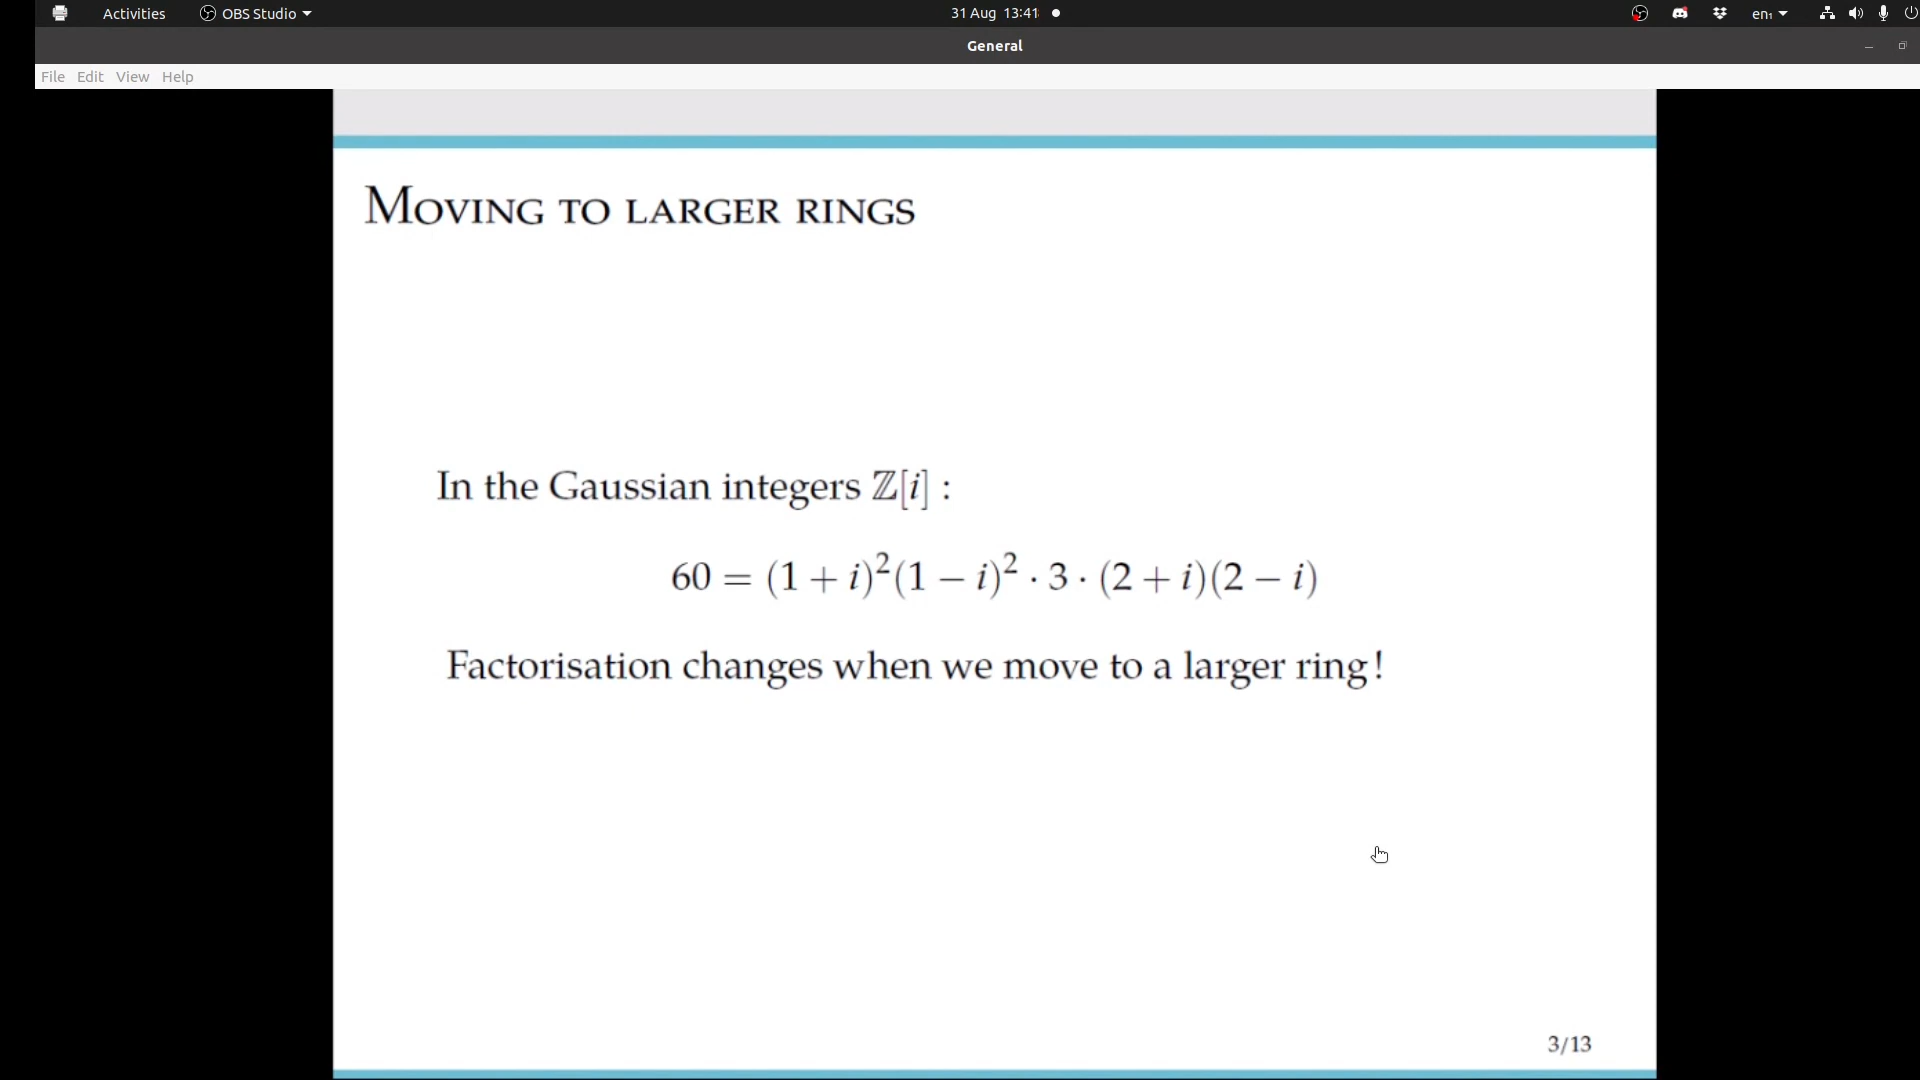 Activities OBS Studio 31 Aug 13:41 en₁
General
File Edit View Help
MOVING TO LARGER RINGS
In the Gaussian integers ℤ[i] :
60 = (1 + i)²(1 − i)² · 3 · (2 + i)(2 − i)
Factorisation changes when we move to a larger ring!
3/13